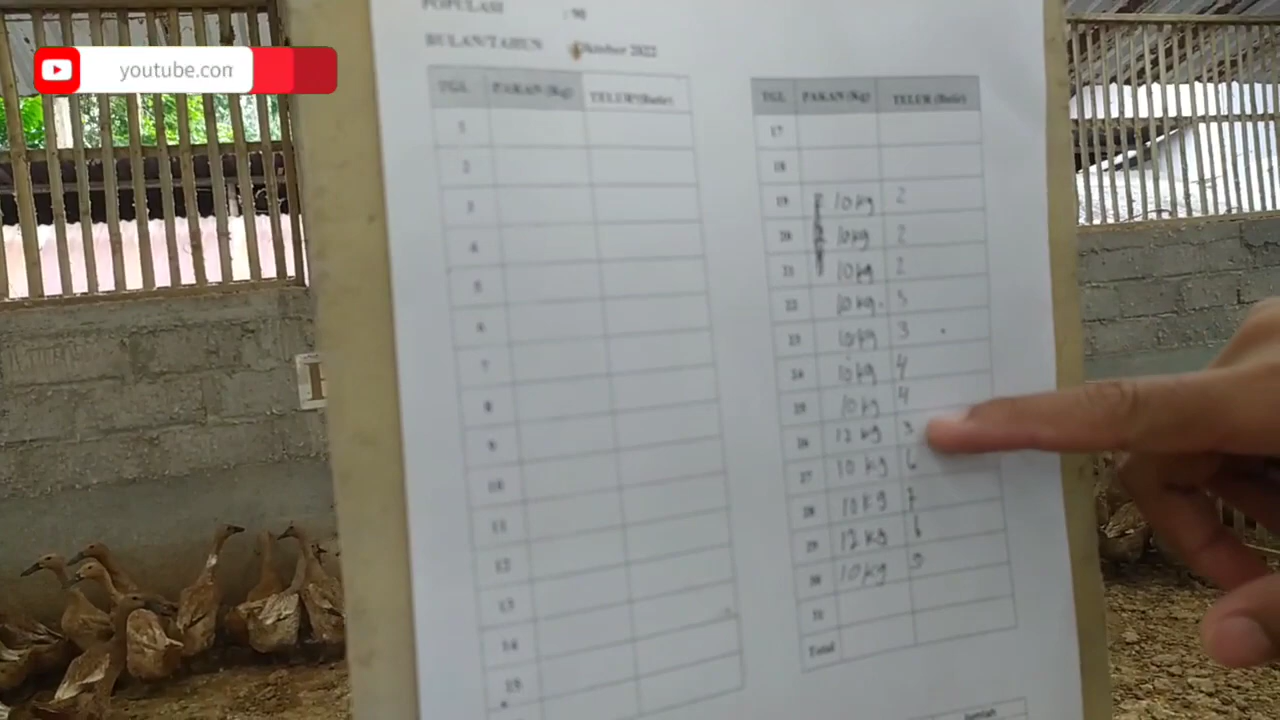 youtube.com
POPULASI : 90
BULAN/TAHUN : Oktober 2022
TGL PAKAN (Kg) TELUR (Butir)
1
2
3
4
5
6
7
8
9
10
11
12
13
14
15
TGL PAKAN (Kg) TELUR (Butir)
17
18
19 10kg 2
20 10kg 2
21 10kg 2
22 10kg
23 10kg 3
24 10kg 4
25 10kg 4
26 12kg
27 10kg 6
28 10kg 7
29 12kg 6
30 10kg
31
Total
Jumlah